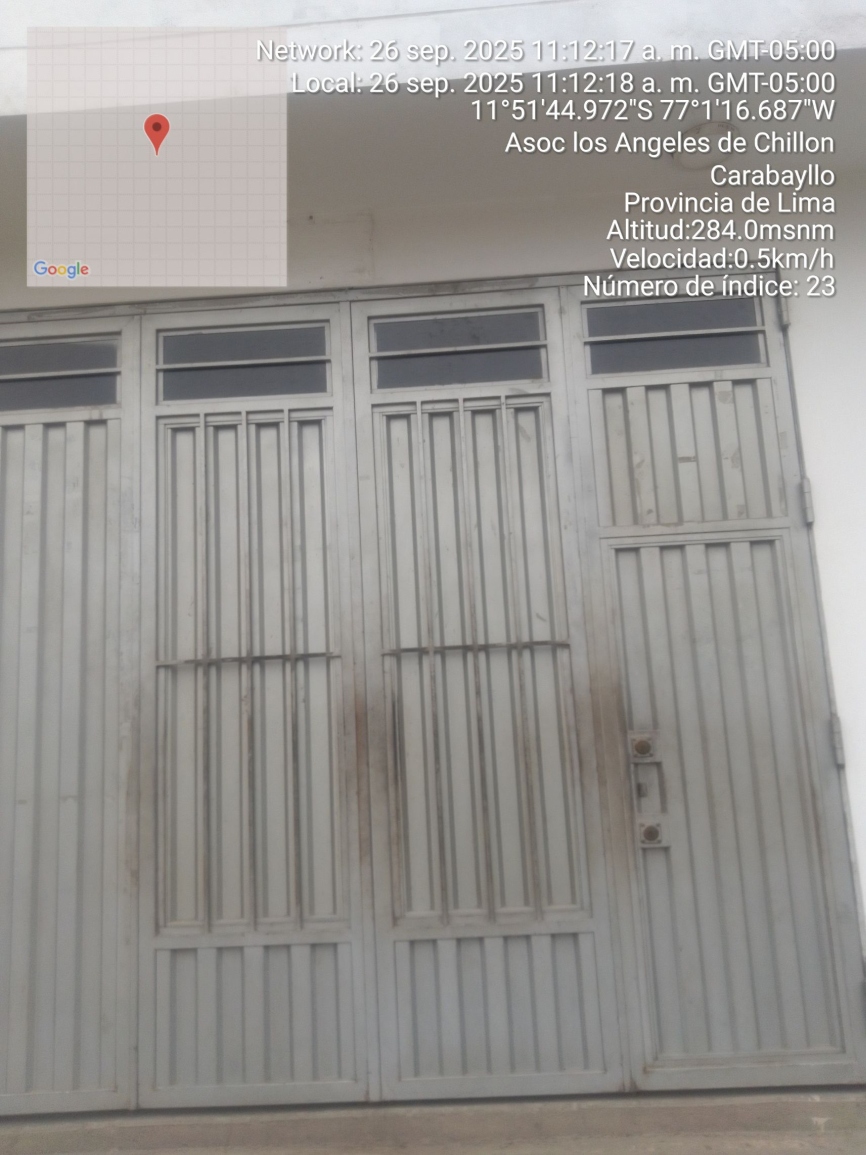 Network: 26 sep. 2025 11:12:17 a. m. GMT-05:00
Local: 26 sep. 2025 11:12:18 a. m. GMT-05:00
11°51'44.972"S 77°1'16.687"W
Asoc los Angeles de Chillon
Carabayllo
Provincia de Lima
Altitud:284.0msnm
Velocidad:0.5km/h
Número de índice: 23
Google